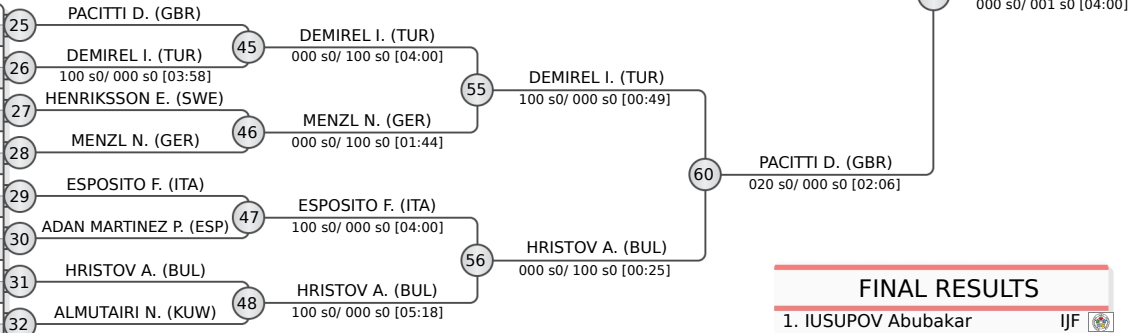 000 s0/ 001 s0 [04:00]
25
PACITTI D. (GBR)
45
DEMIREL I. (TUR)
000 s0/ 100 s0 [04:00]
26
DEMIREL I. (TUR)
100 s0/ 000 s0 [03:58]
55
DEMIREL I. (TUR)
100 s0/ 000 s0 [00:49]
27
HENRIKSSON E. (SWE)
46
MENZL N. (GER)
000 s0/ 100 s0 [01:44]
28
MENZL N. (GER)
60
PACITTI D. (GBR)
020 s0/ 000 s0 [02:06]
29
ESPOSITO F. (ITA)
47
ESPOSITO F. (ITA)
100 s0/ 000 s0 [04:00]
30
ADAN MARTINEZ P. (ESP)
56
HRISTOV A. (BUL)
000 s0/ 100 s0 [00:25]
31
HRISTOV A. (BUL)
48
HRISTOV A. (BUL)
100 s0/ 000 s0 [05:18]
32
ALMUTAIRI N. (KUW)
FINAL RESULTS
1. IUSUPOV Abubakar IJF